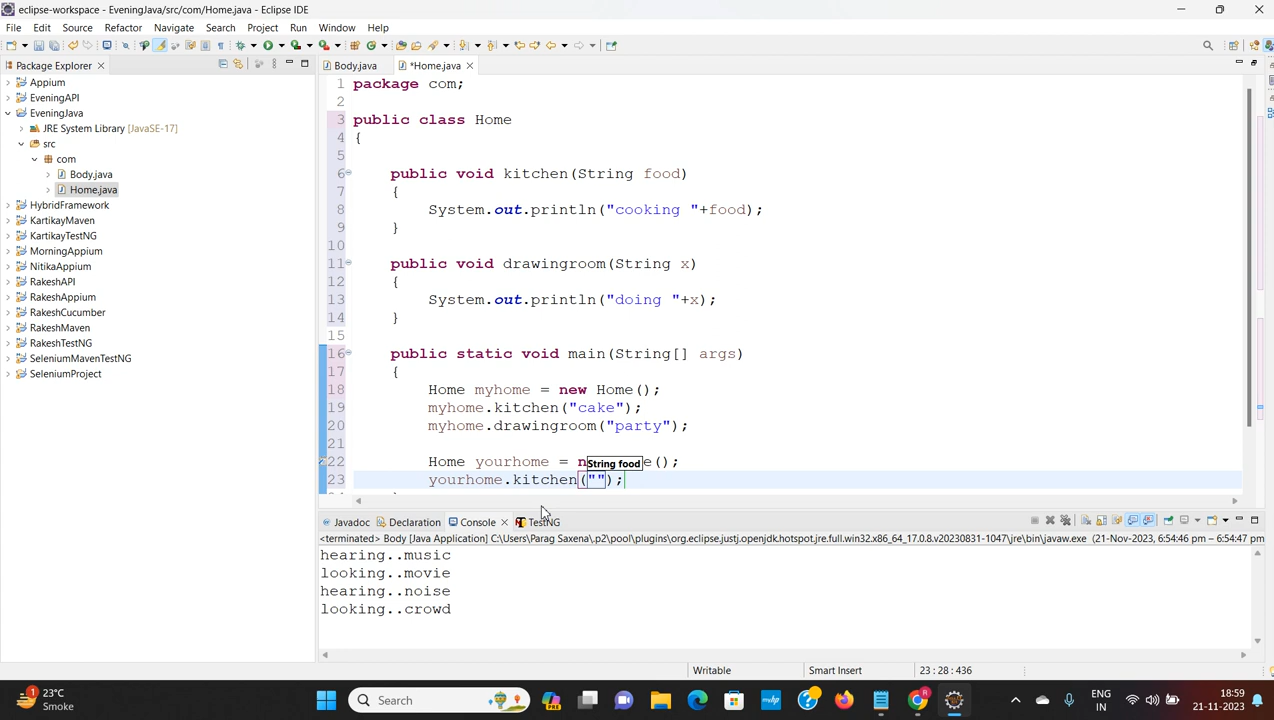 eclipse-workspace - EveningJava/src/com/Home.java - Eclipse IDE
File Edit Source Refactor Navigate Search Project Run Window Help
Package Explorer
Body.java *Home.java
Appium
EveningAPI
EveningJava
JRE System Library [JavaSE-17]
src
com
Body.java
Home.java
HybridFramework
KartikayMaven
KartikayTestNG
MorningAppium
NitikaAppium
RakeshAPI
RakeshAppium
RakeshCucumber
RakeshMaven
RakeshTestNG
SeleniumMavenTestNG
SeleniumProject
1 package com;
2
3 public class Home
4 {
5
6 public void kitchen(String food)
7 {
8 System.out.println("cooking "+food);
9 }
10
11 public void drawingroom(String x)
12 {
13 System.out.println("doing "+x);
14 }
15
16 public static void main(String[] args)
17 {
18 Home myhome = new Home();
19 myhome.kitchen("cake");
20 myhome.drawingroom("party");
21
22 Home yourhome = n String food e();
23 yourhome.kitchen("");
Javadoc Declaration Console TestNG
<terminated> Body [Java Application] C:\Users\Parag Saxena\.p2\pool\plugins\org.eclipse.justj.openjdk.hotspot.jre.full.win32.x86_64_17.0.8.v20230831-1047\jre\bin\javaw.exe (21-Nov-2023, 6:54:46 pm – 6:54:47 pm
hearing..music
looking..movie
hearing..noise
looking..crowd
Writable Smart Insert 23 : 28 : 436
1 23°C
Smoke
Search
PRE
ENG
IN
18:59
21-11-2023